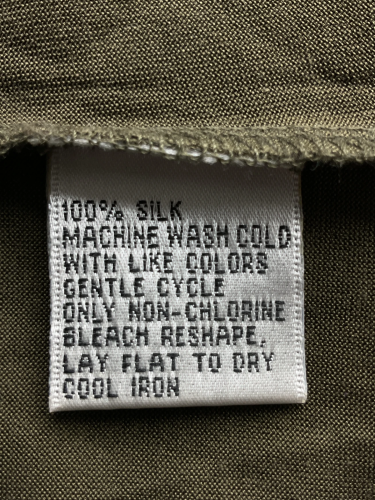 100% SILK
MACHINE WASH COLD
WITH LIKE COLORS
GENTLE CYCLE
ONLY NON-CHLORINE
BLEACH RESHAPE,
LAY FLAT TO DRY
COOL IRON